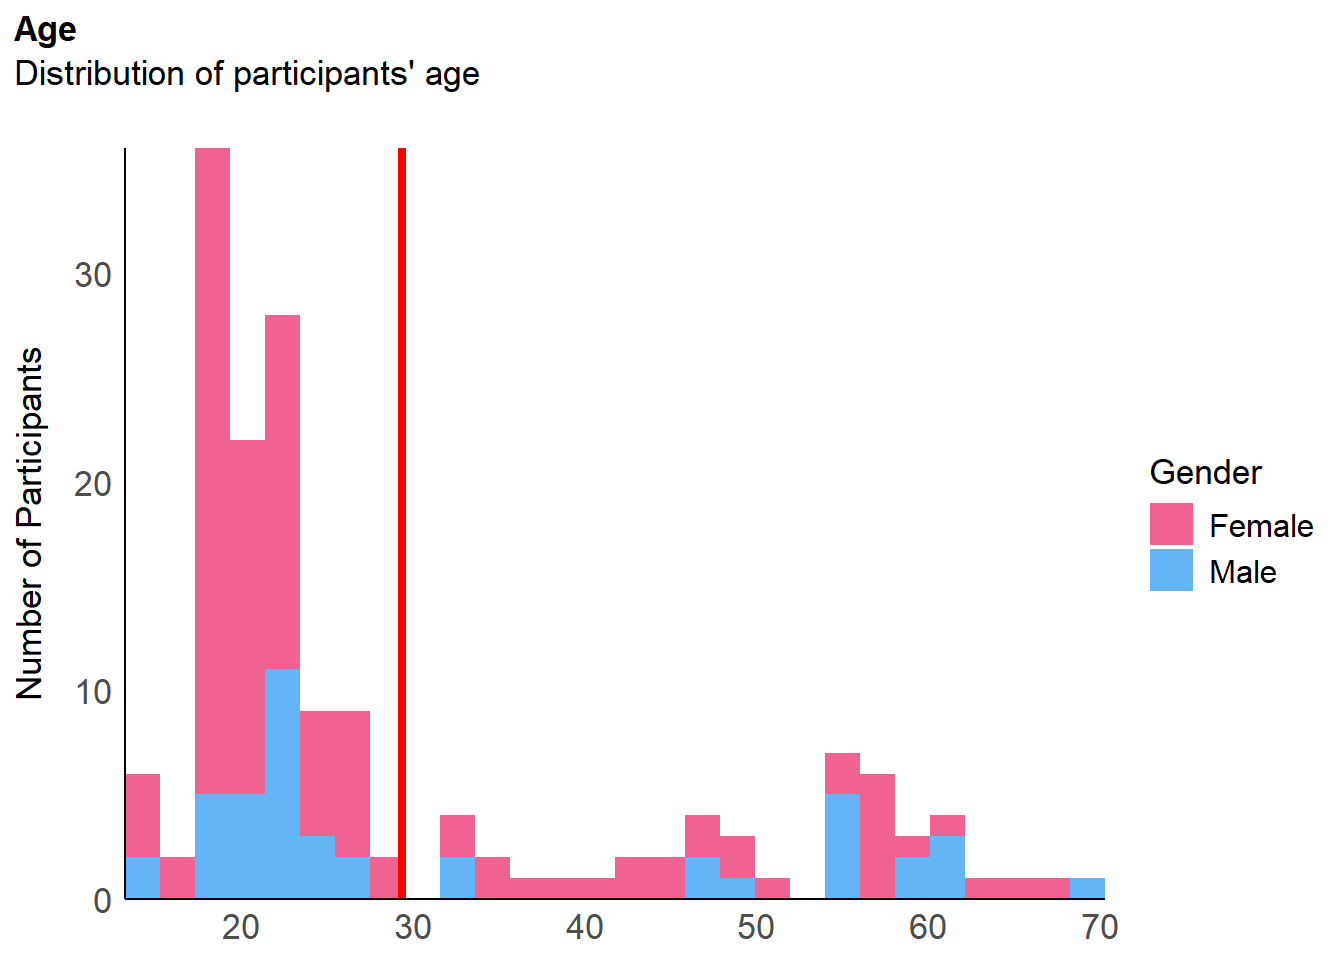 Age
Distribution of participants' age
Number of Participants
30
20
10
0
20 30 40 50 60 70
Gender
Female
Male